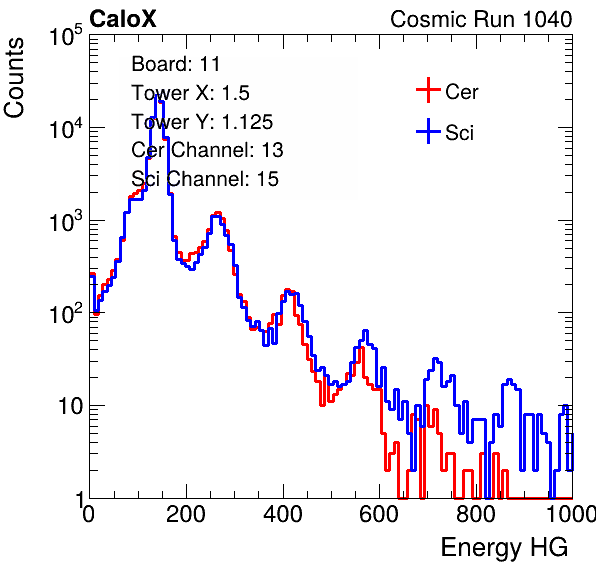 CaloX
Cosmic Run 1040
Counts
Board: 11
Tower X: 1.5
Tower Y: 1.125
Cer Channel: 13
Sci Channel: 15
Cer
Sci
10^5
10^4
10^3
10^2
10
1
0 200 400 600 800 1000
Energy HG